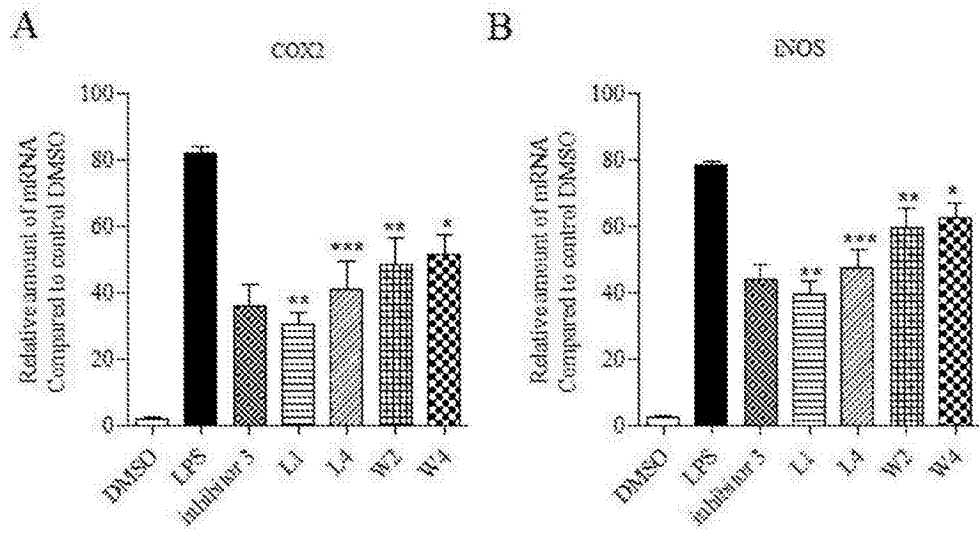 A
COX2
Relative amount of mRNA
Compared to control DMSO
100
80
60
40
20
0
**
***
**
*
DMSO
LPS
inhibitor 3
L1
L4
W2
W4
B
iNOS
Relative amount of mRNA
Compared to control DMSO
100
80
60
40
20
0
**
***
**
*
DMSO
LPS
inhibitor 3
L1
L4
W2
W4